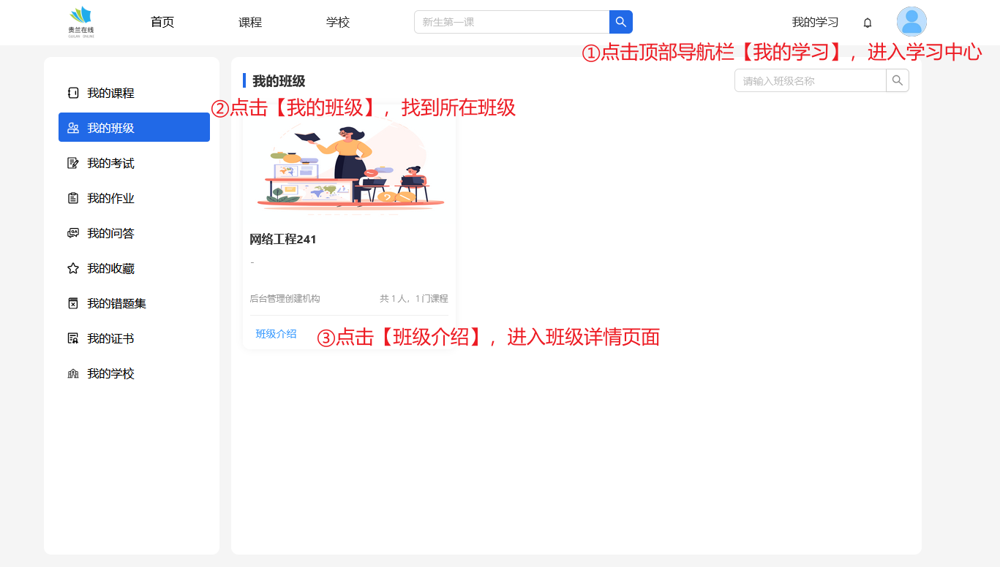 贵兰在线
首页
课程
学校
新生第一课
我的学习
①点击顶部导航栏【我的学习】，进入学习中心
我的课程
我的班级
我的考试
我的作业
我的问答
我的收藏
我的错题集
我的证书
我的学校
我的班级
请输入班级名称
②点击【我的班级】，找到所在班级
网络工程241
-
后台管理创建机构
共 1 人，1 门课程
班级介绍
③点击【班级介绍】，进入班级详情页面